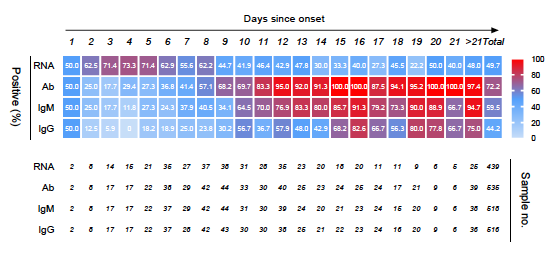 Days since onset
1 2 3 4 5 6 7 8 9 10 11 12 13 14 15 16 17 18 19 20 21 >21 Total
Positive (%)
RNA 50.0 62.5 71.4 73.3 71.4 62.9 55.6 62.2 44.7 41.9 46.4 42.9 47.8 30.0 33.3 40.0 27.3 45.5 22.2 50.0 40.0 48.0 49.7
Ab 50.0 25.0 17.7 29.4 27.3 36.8 41.4 57.1 68.2 69.7 83.3 95.0 92.0 91.3 100.0 100.0 87.5 94.1 95.2 100.0 100.0 97.4 72.2
IgM 50.0 25.0 17.7 11.8 27.3 24.3 37.9 40.5 34.1 64.5 70.0 76.9 83.3 80.0 85.7 91.3 79.2 73.3 90.0 88.9 66.7 94.7 59.5
IgG 50.0 12.5 5.9 0 18.2 18.9 25.0 23.8 30.2 56.7 36.7 57.9 48.0 42.9 68.2 82.6 66.7 56.3 80.0 77.8 66.7 75.0 44.2
100
80
60
40
20
0
RNA 2 8 14 15 21 35 27 37 38 31 28 35 23 20 18 20 11 11 9 6 5 25 439
Ab 2 8 17 17 22 38 29 42 44 33 30 40 25 23 24 25 24 17 21 9 6 39 535
IgM 2 8 17 17 22 37 29 42 44 31 30 39 24 20 21 23 24 15 20 9 6 38 518
IgG 2 8 17 17 22 37 28 42 43 30 30 38 25 21 22 23 24 16 20 9 6 36 516
Sample no.